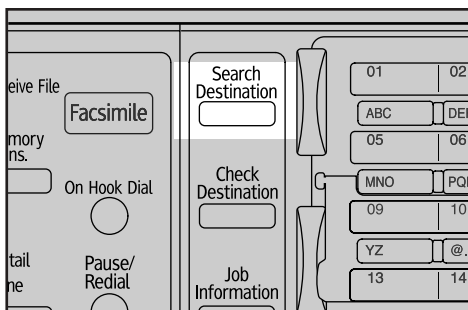 eive File
Facsimile
mory
ns.
On Hook Dial
tail
ne
Pause/
Redial
Search
Destination
Check
Destination
Job
Information
01
02
ABC
DE
05
06
MNO
PQ
09
10
YZ
@.
13
14